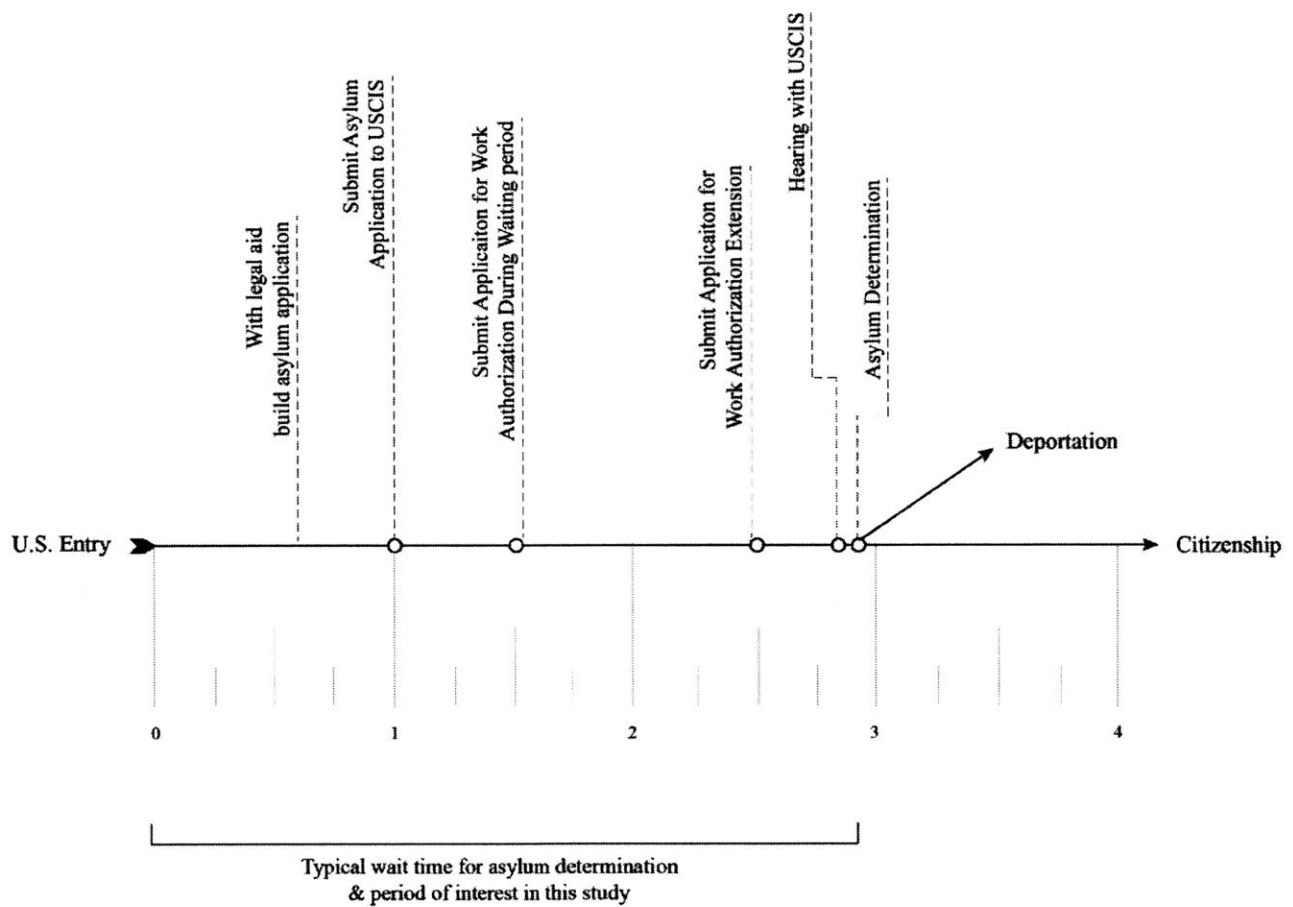 With legal aid
build asylum application
Submit Asylum
Application to USCIS
Submit Applicaiton for Work
Authorization During Waiting period
Submit Applicaiton for
Work Authorization Extension
Hearing with USCIS
Asylum Determination
Deportation
U.S. Entry
Citizenship
0
1
2
3
4
Typical wait time for asylum determination
& period of interest in this study